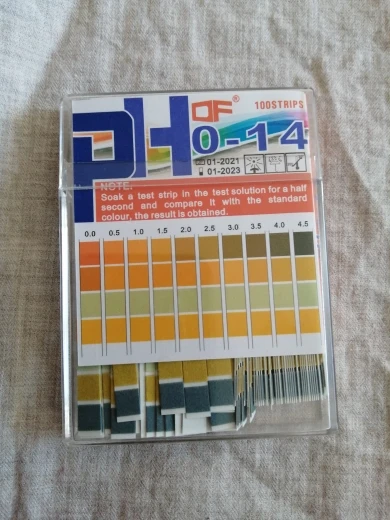 PH
OF®
100STRIPS
0-14
01-2021
01-2023
NOTE:
Soak a test strip in the test solution for a half
second and compare It with the standard
colour, the result is obtained.
0.0 0.5 1.0 1.5 2.0 2.5 3.0 3.5 4.0 4.5